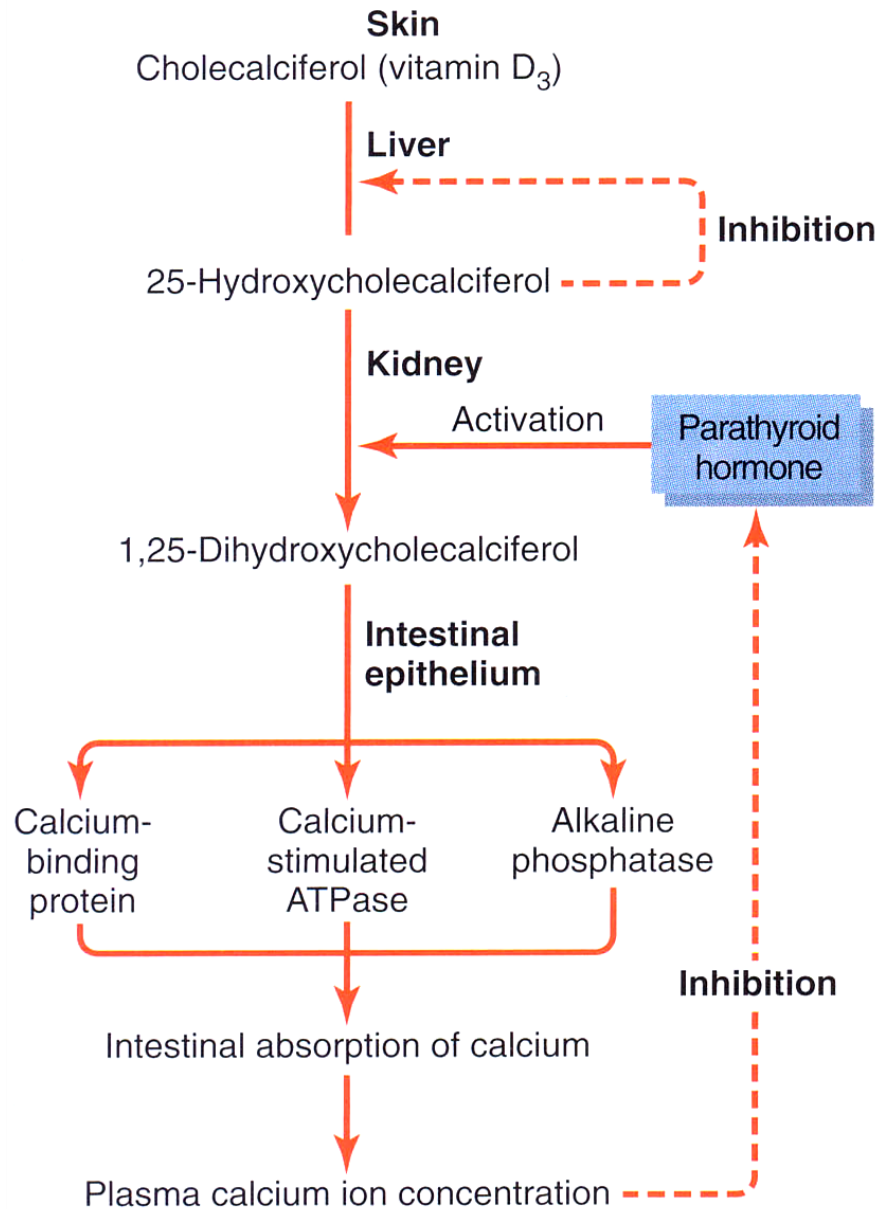 Skin
Cholecalciferol (vitamin D₃)
Liver
Inhibition
25-Hydroxycholecalciferol
Kidney
Activation
Parathyroid
hormone
1,25-Dihydroxycholecalciferol
Intestinal
epithelium
Calcium-
binding
protein
Calcium-
stimulated
ATPase
Alkaline
phosphatase
Inhibition
Intestinal absorption of calcium
Plasma calcium ion concentration